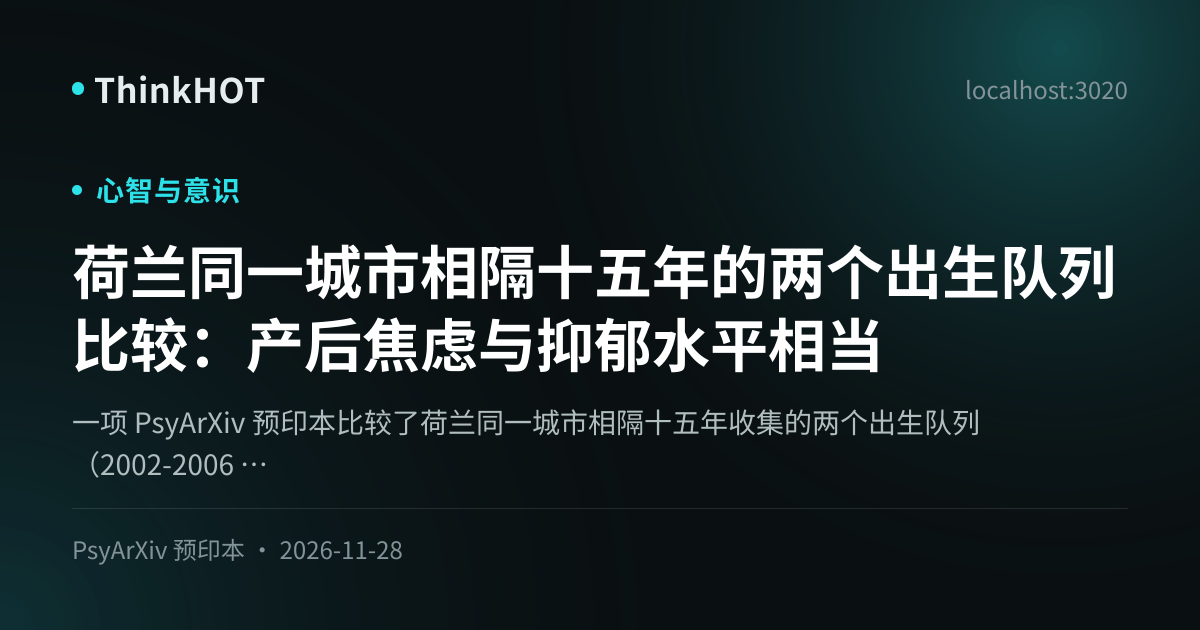 ThinkHOT
localhost:3020
心智与意识
荷兰同一城市相隔十五年的两个出生队列
比较：产后焦虑与抑郁水平相当
一项 PsyArXiv 预印本比较了荷兰同一城市相隔十五年收集的两个出生队列
（2002-2006 …
PsyArXiv 预印本 · 2026-11-28